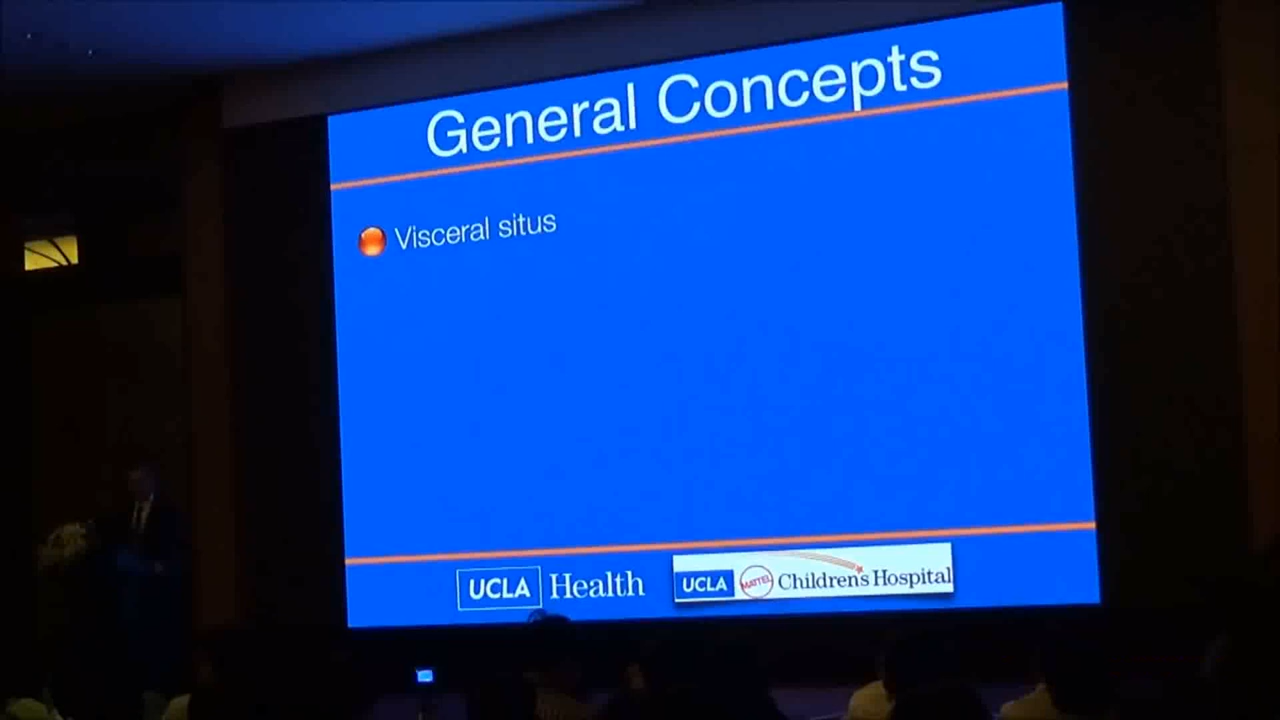 General Concepts
Visceral situs
UCLA Health
UCLA MATTEL Children's Hospital